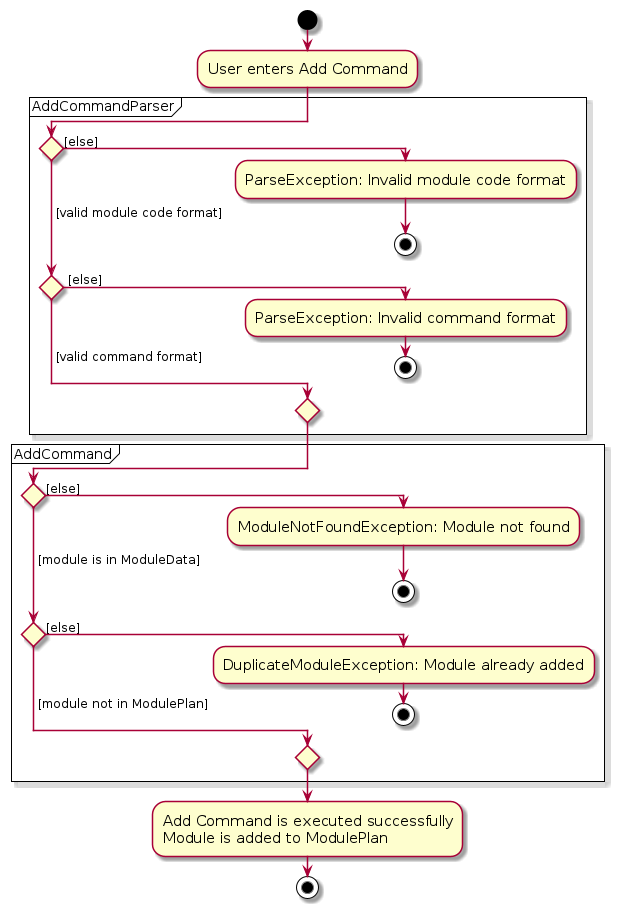 User enters Add Command
AddCommandParser
[else]
ParseException: Invalid module code format
[valid module code format]
[else]
ParseException: Invalid command format
[valid command format]
AddCommand
[else]
ModuleNotFoundException: Module not found
[module is in ModuleData]
[else]
DuplicateModuleException: Module already added
[module not in ModulePlan]
Add Command is executed successfully
Module is added to ModulePlan